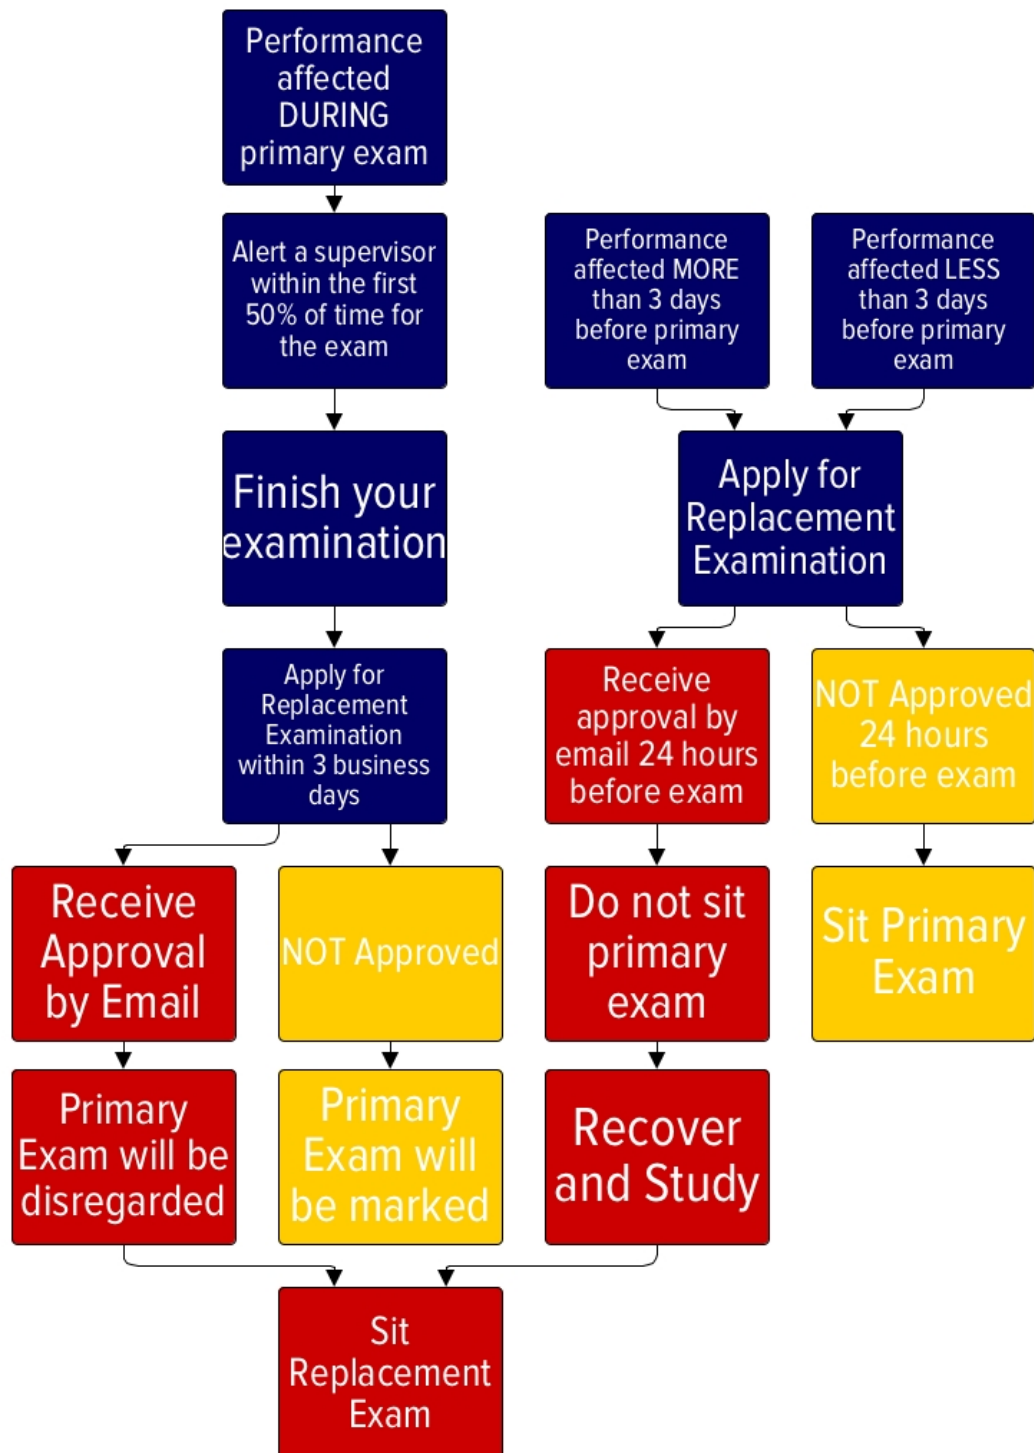 Performance
affected
DURING
primary exam
Alert a supervisor
within the first
50% of time for
the exam
Performance
affected MORE
than 3 days
before primary
exam
Performance
affected LESS
than 3 days
before primary
exam
Finish your
examination
Apply for
Replacement
Examination
Apply for
Replacement
Examination
within 3 business
days
Receive
approval by
email 24 hours
before exam
NOT Approved
24 hours
before exam
Receive
Approval
by Email
NOT Approved
Do not sit
primary
exam
Sit Primary
Exam
Primary
Exam will be
disregarded
Primary
Exam will
be marked
Recover
and Study
Sit
Replacement
Exam